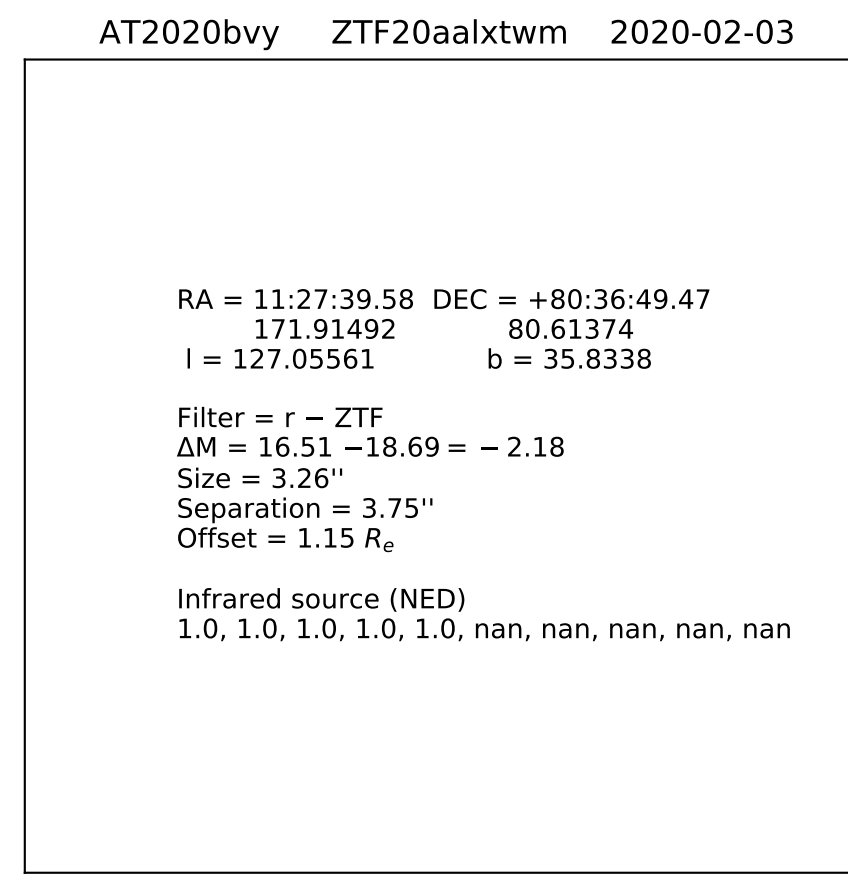 AT2020bvy ZTF20aalxtwm 2020-02-03
RA = 11:27:39.58 DEC = +80:36:49.47
171.91492 80.61374
l = 127.05561 b = 35.8338
Filter = r − ZTF
ΔM = 16.51 −18.69 = − 2.18
Size = 3.26''
Separation = 3.75''
Offset = 1.15 Re
Infrared source (NED)
1.0, 1.0, 1.0, 1.0, 1.0, nan, nan, nan, nan, nan